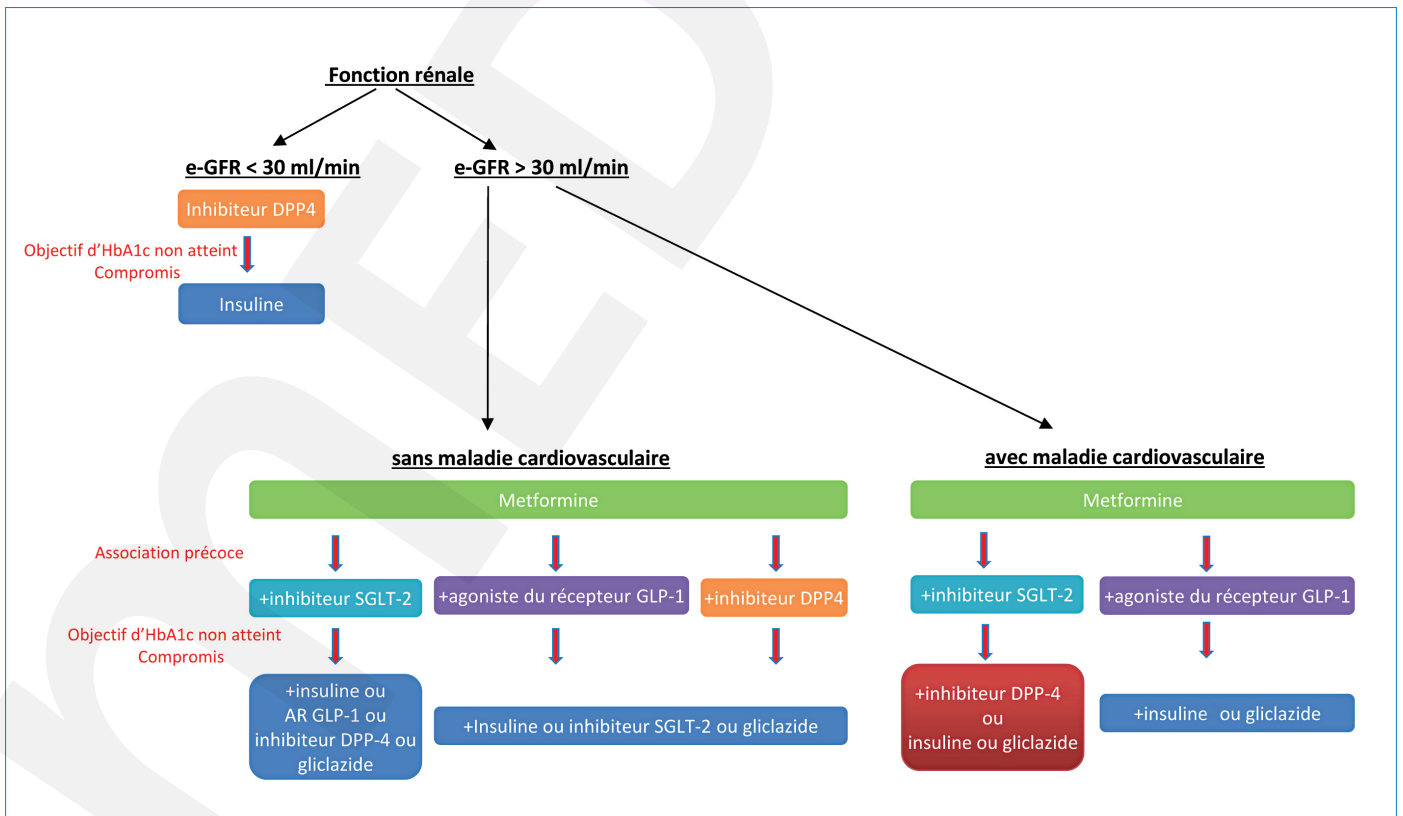 Fonction rénale
e-GFR < 30 ml/min
e-GFR > 30 ml/min
Inhibiteur DPP4
Objectif d’HbA1c non atteint
Compromis
Insuline
sans maladie cardiovasculaire
avec maladie cardiovasculaire
Metformine
Metformine
Association précoce
+inhibiteur SGLT-2
+agoniste du récepteur GLP-1
+inhibiteur DPP4
+inhibiteur SGLT-2
+agoniste du récepteur GLP-1
Objectif d’HbA1c non atteint
Compromis
+insuline ou
AR GLP-1 ou
inhibiteur DPP-4 ou
gliclazide
+Insuline ou inhibiteur SGLT-2 ou gliclazide
+inhibiteur DPP-4
ou
insuline ou gliclazide
+insuline ou gliclazide